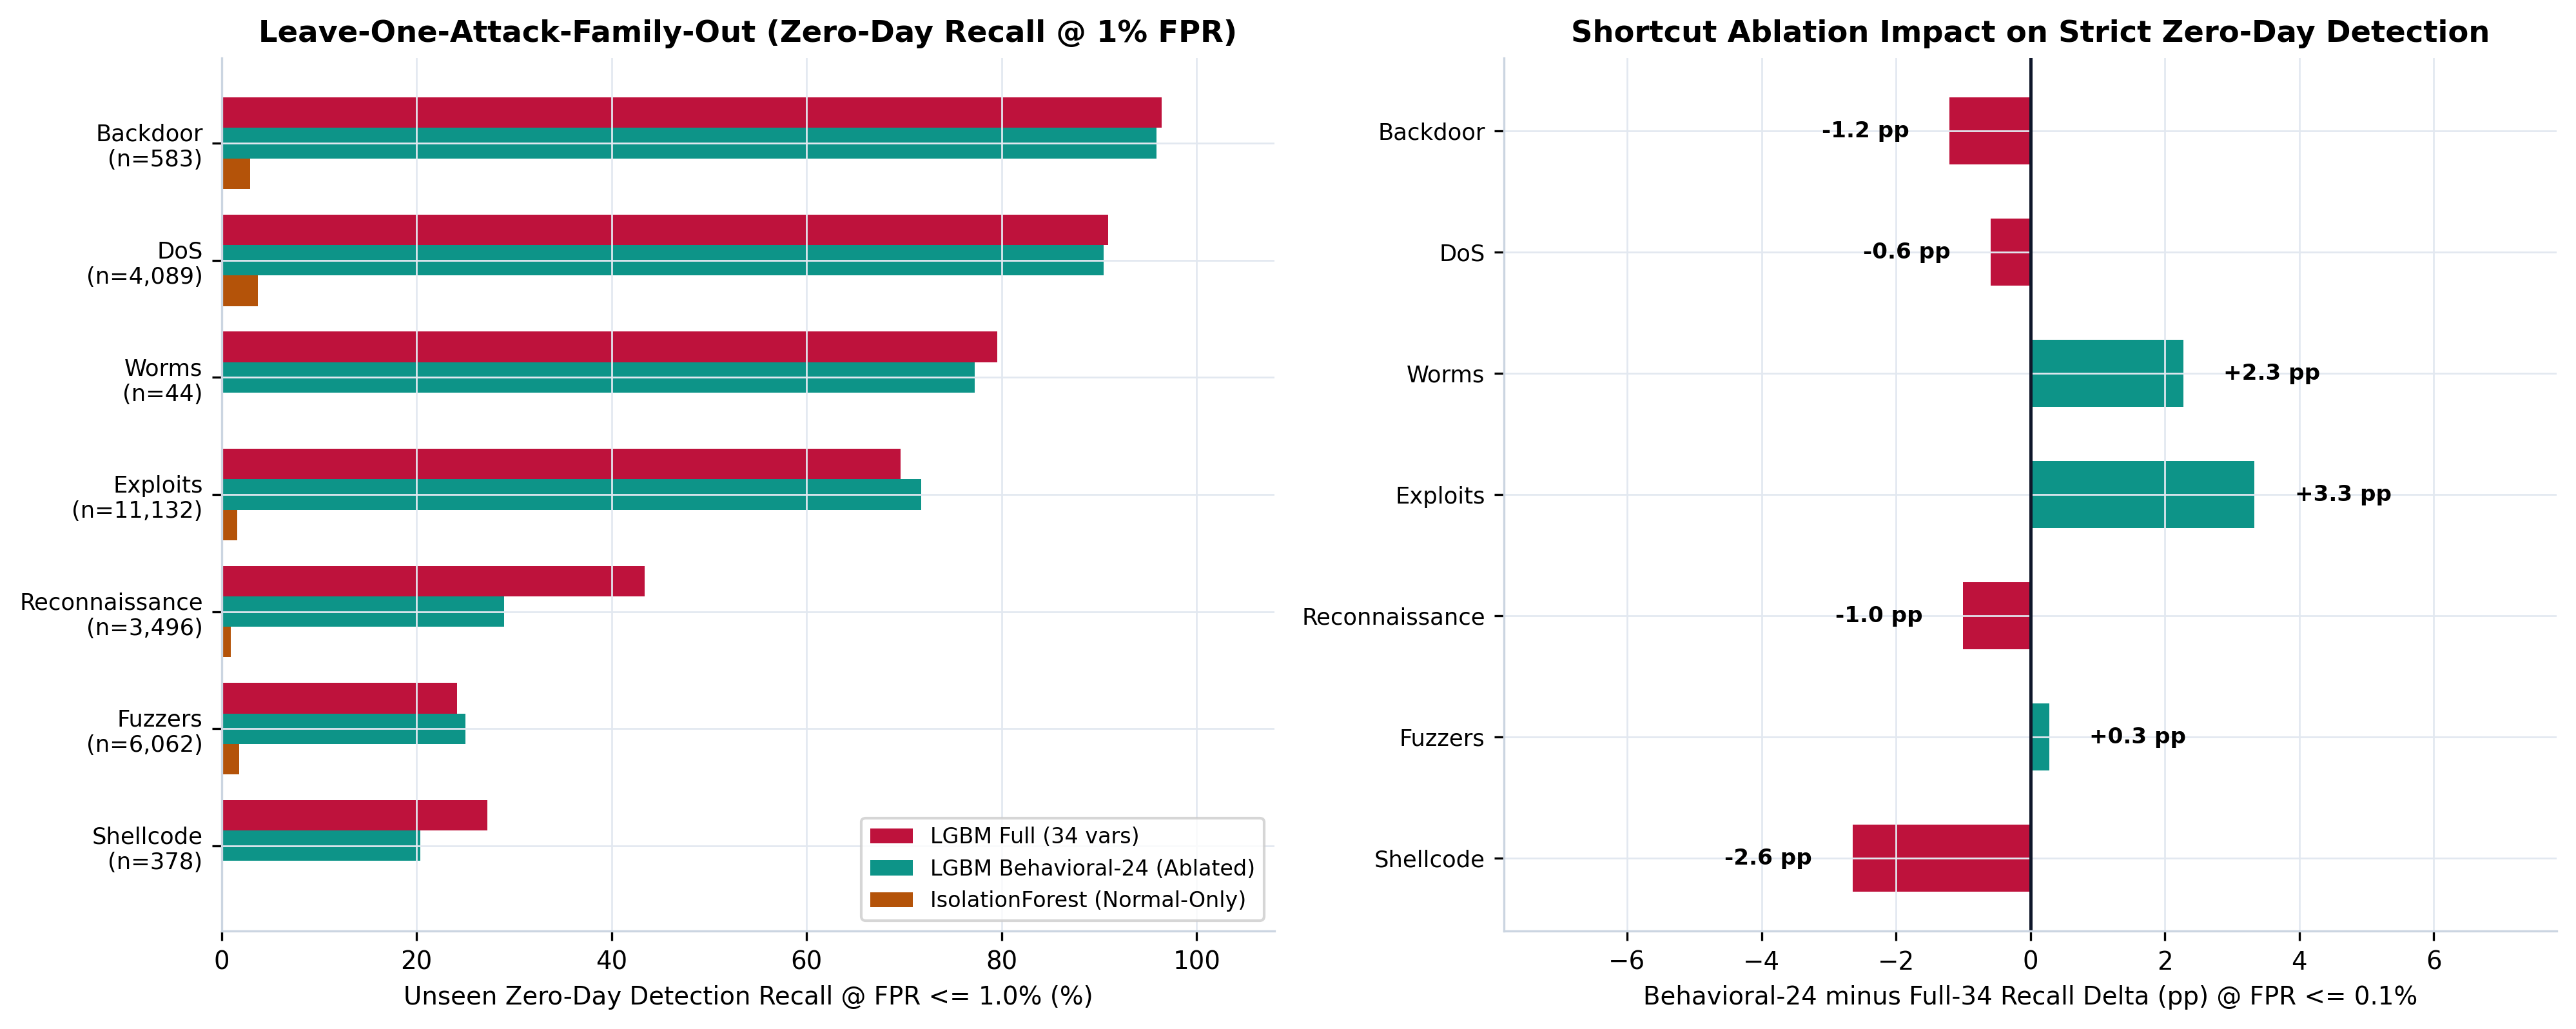 Leave-One-Attack-Family-Out (Zero-Day Recall @ 1% FPR)
Backdoor
(n=583)
DoS
(n=4,089)
Worms
(n=44)
Exploits
(n=11,132)
Reconnaissance
(n=3,496)
Fuzzers
(n=6,062)
Shellcode
(n=378)
LGBM Full (34 vars)
LGBM Behavioral-24 (Ablated)
IsolationForest (Normal-Only)
0 20 40 60 80 100
Unseen Zero-Day Detection Recall @ FPR <= 1.0% (%)
Shortcut Ablation Impact on Strict Zero-Day Detection
Backdoor -1.2 pp
DoS -0.6 pp
Worms +2.3 pp
Exploits +3.3 pp
Reconnaissance -1.0 pp
Fuzzers +0.3 pp
Shellcode -2.6 pp
−6 −4 −2 0 2 4 6
Behavioral-24 minus Full-34 Recall Delta (pp) @ FPR <= 0.1%